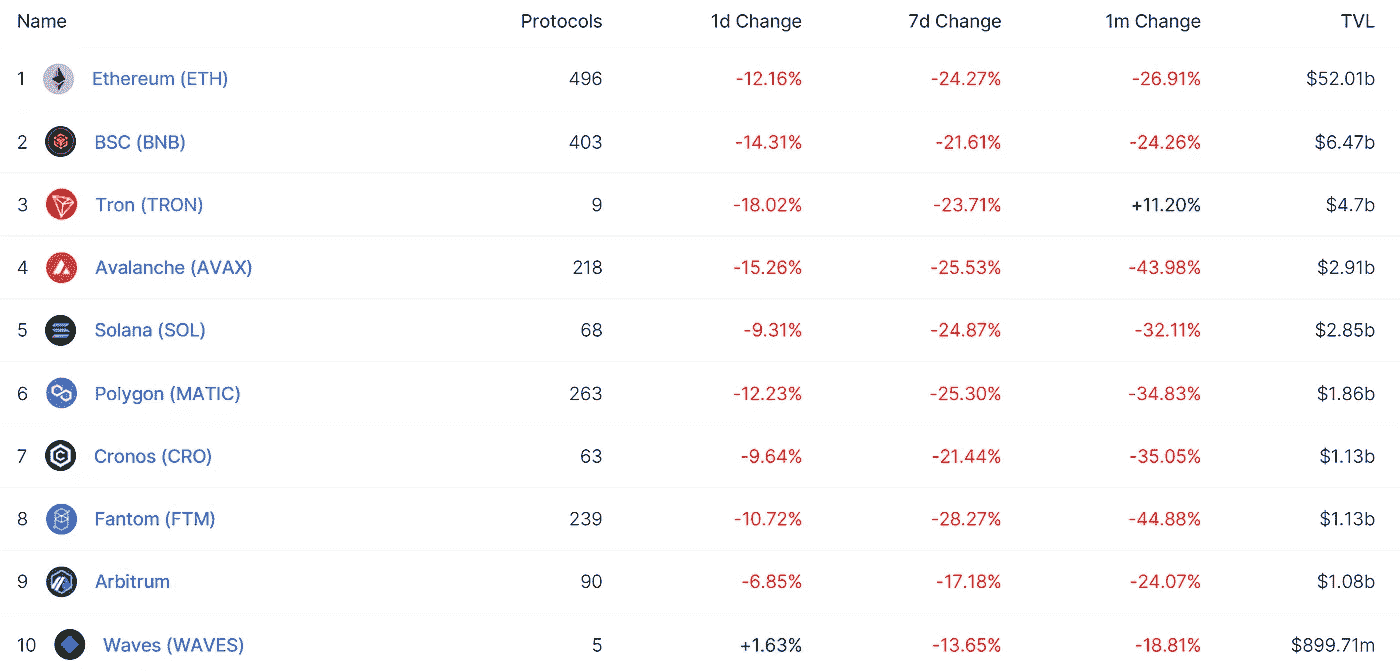 Name Protocols 1d Change 7d Change 1m Change TVL
1 Ethereum (ETH) 496 -12.16% -24.27% -26.91% $52.01b
2 BSC (BNB) 403 -14.31% -21.61% -24.26% $6.47b
3 Tron (TRON) 9 -18.02% -23.71% +11.20% $4.7b
4 Avalanche (AVAX) 218 -15.26% -25.53% -43.98% $2.91b
5 Solana (SOL) 68 -9.31% -24.87% -32.11% $2.85b
6 Polygon (MATIC) 263 -12.23% -25.30% -34.83% $1.86b
7 Cronos (CRO) 63 -9.64% -21.44% -35.05% $1.13b
8 Fantom (FTM) 239 -10.72% -28.27% -44.88% $1.13b
9 Arbitrum 90 -6.85% -17.18% -24.07% $1.08b
10 Waves (WAVES) 5 +1.63% -13.65% -18.81% $899.71m